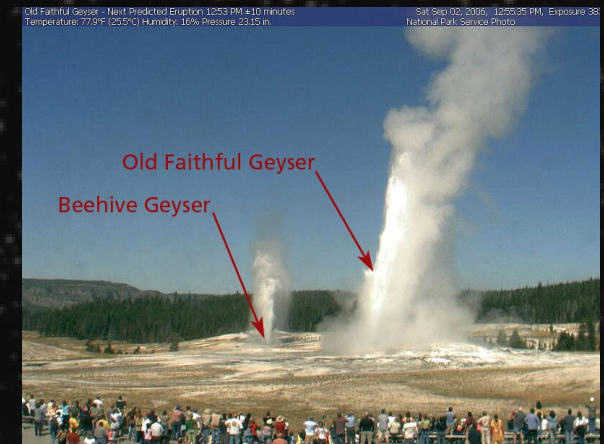 Old Faithful Geyser - Next Predicted Eruption 12:53 PM ±10 minutes
Sat Sep 02, 2006, 12:55:35 PM, Exposure 38
Temperature: 77.9°F (25.5°C) Humidity: 16% Pressure 23.15 in.
National Park Service Photo
Old Faithful Geyser
Beehive Geyser